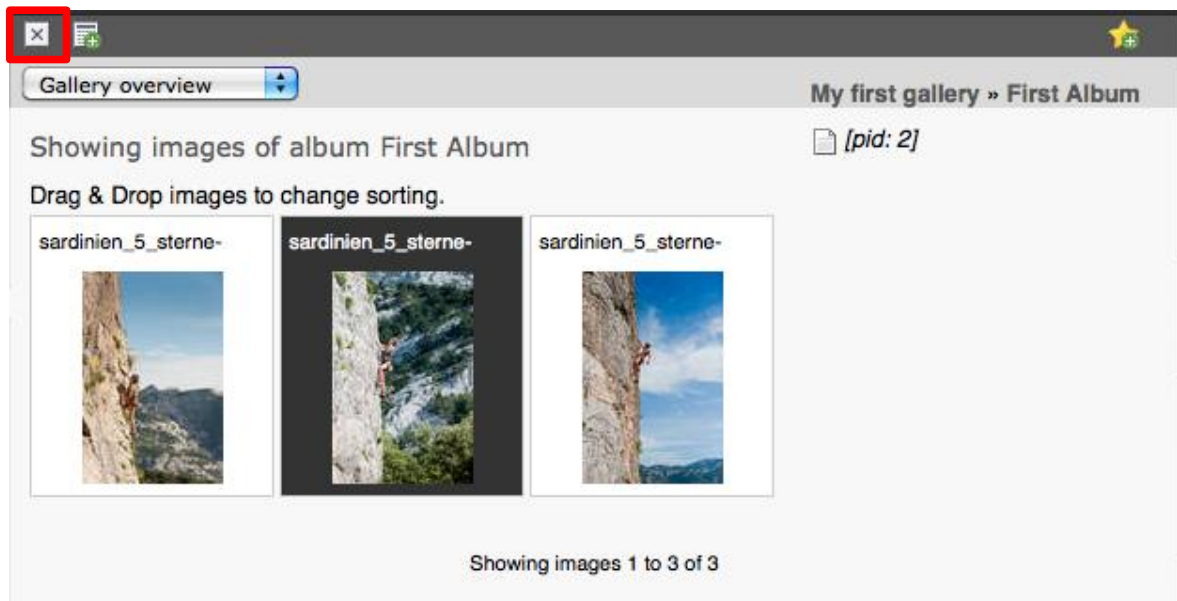 Gallery overview
My first gallery » First Album
Showing images of album First Album
[pid: 2]
Drag & Drop images to change sorting.
sardinien_5_sterne-
sardinien_5_sterne-
sardinien_5_sterne-
Showing images 1 to 3 of 3